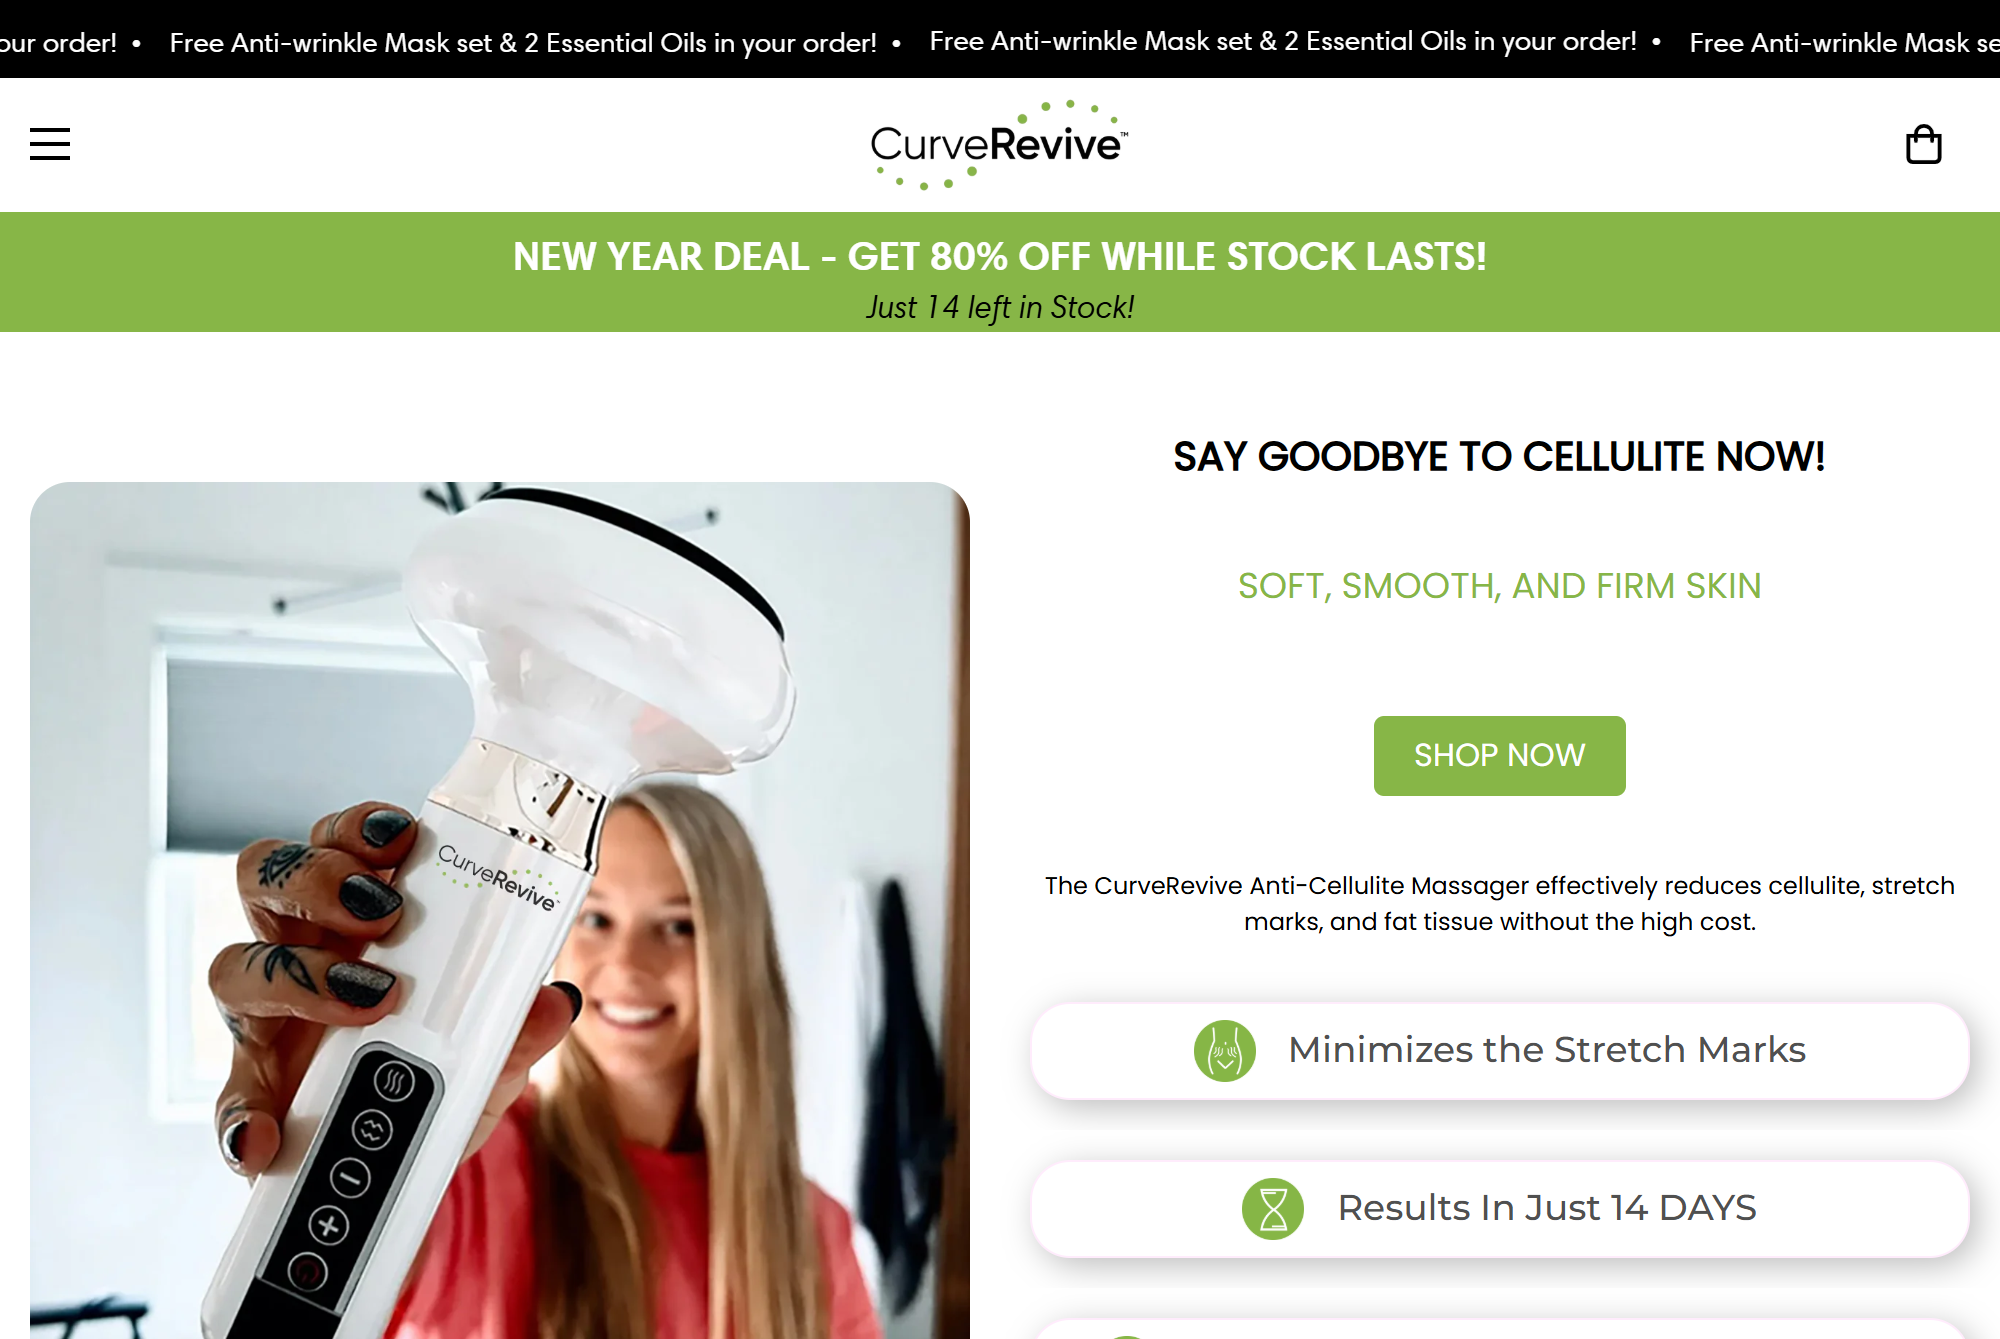 our order! • Free Anti-wrinkle Mask set & 2 Essential Oils in your order! • Free Anti-wrinkle Mask set & 2 Essential Oils in your order! • Free Anti-wrinkle Mask se
CurveRevive™
NEW YEAR DEAL - GET 80% OFF WHILE STOCK LASTS!
Just 14 left in Stock!
SAY GOODBYE TO CELLULITE NOW!
SOFT, SMOOTH, AND FIRM SKIN
SHOP NOW
CurveRevive
The CurveRevive Anti-Cellulite Massager effectively reduces cellulite, stretch
marks, and fat tissue without the high cost.
Minimizes the Stretch Marks
Results In Just 14 DAYS